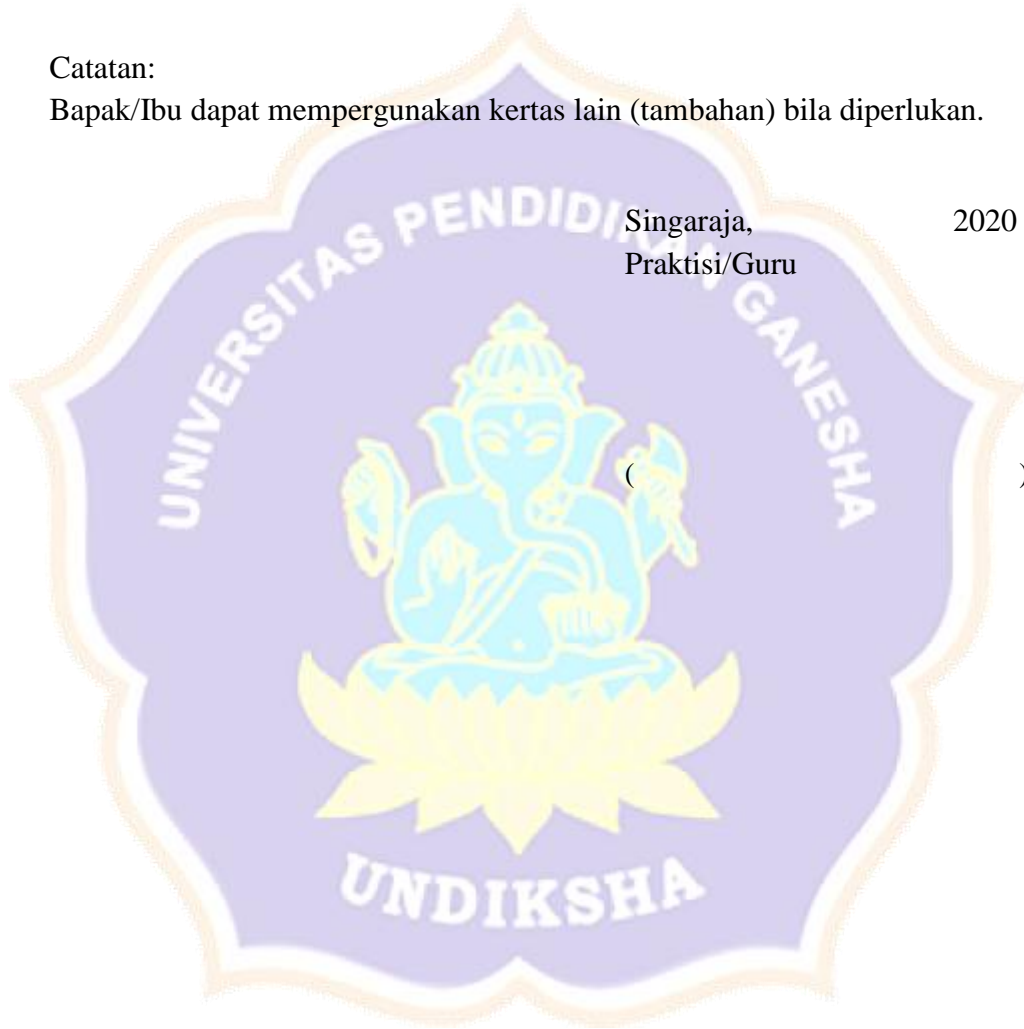 Catatan:
Bapak/Ibu dapat mempergunakan kertas lain (tambahan) bila diperlukan.
Singaraja, 2020
Praktisi/Guru
( )
UNIVERSITAS PENDIDIKAN GANESHA
UNDIKSHA